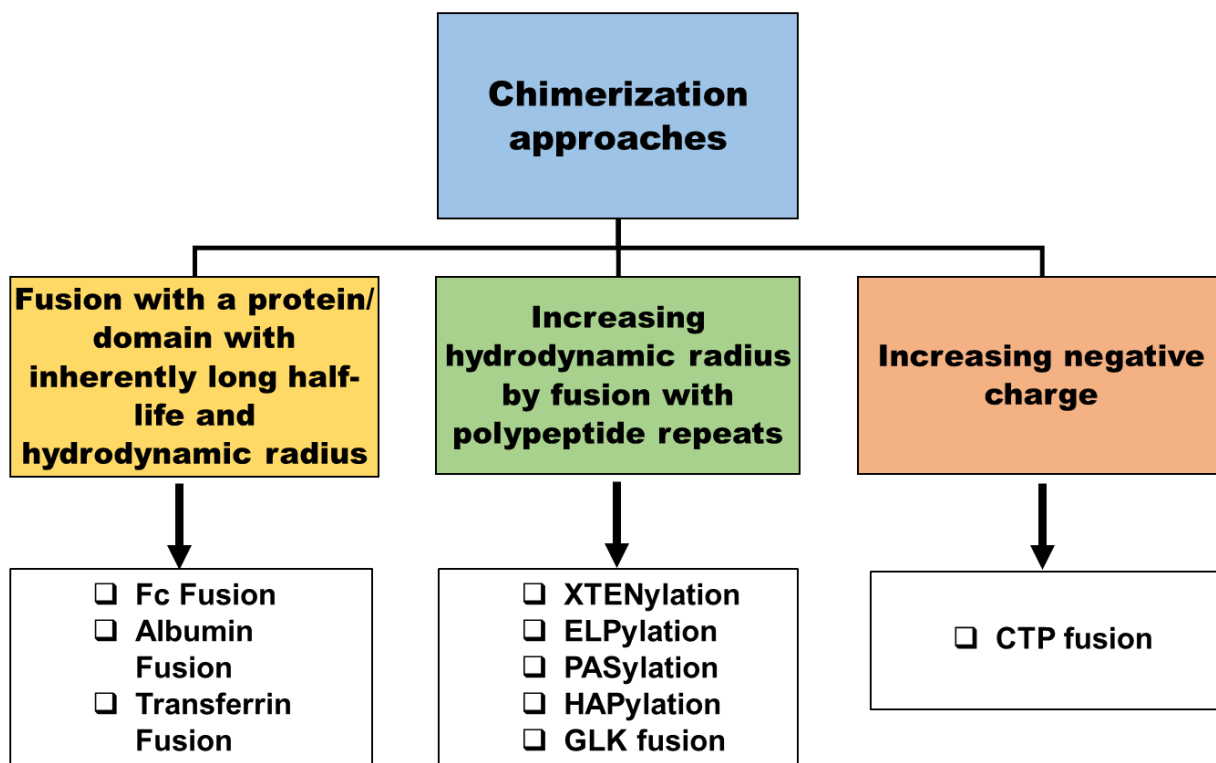 Chimerization
approaches
Fusion with a protein/
domain with
inherently long half-
life and
hydrodynamic radius
Increasing
hydrodynamic radius
by fusion with
polypeptide repeats
Increasing negative
charge
❑ Fc Fusion
❑ Albumin
Fusion
❑ Transferrin
Fusion
❑ XTENylation
❑ ELPylation
❑ PASylation
❑ HAPylation
❑ GLK fusion
❑ CTP fusion